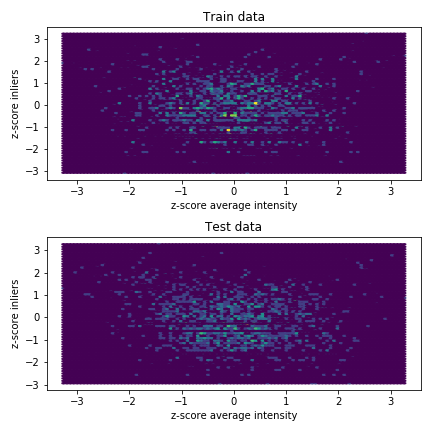 Train data
3
2
1
0
−1
−2
−3
z-score inliers
−3 −2 −1 0 1 2 3
z-score average intensity
Test data
3
2
1
0
−1
−2
−3
z-score inliers
−3 −2 −1 0 1 2 3
z-score average intensity